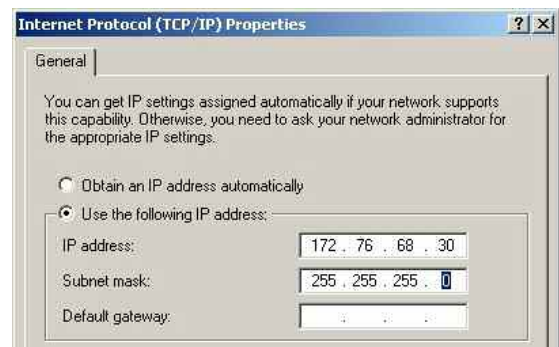 Internet Protocol (TCP/IP) Properties ? X
General
You can get IP settings assigned automatically if your network supports
this capability. Otherwise, you need to ask your network administrator for
the appropriate IP settings.
Obtain an IP address automatically
Use the following IP address:
IP address: 172 . 76 . 68 . 30
Subnet mask: 255 . 255 . 255 . 0
Default gateway: . . .